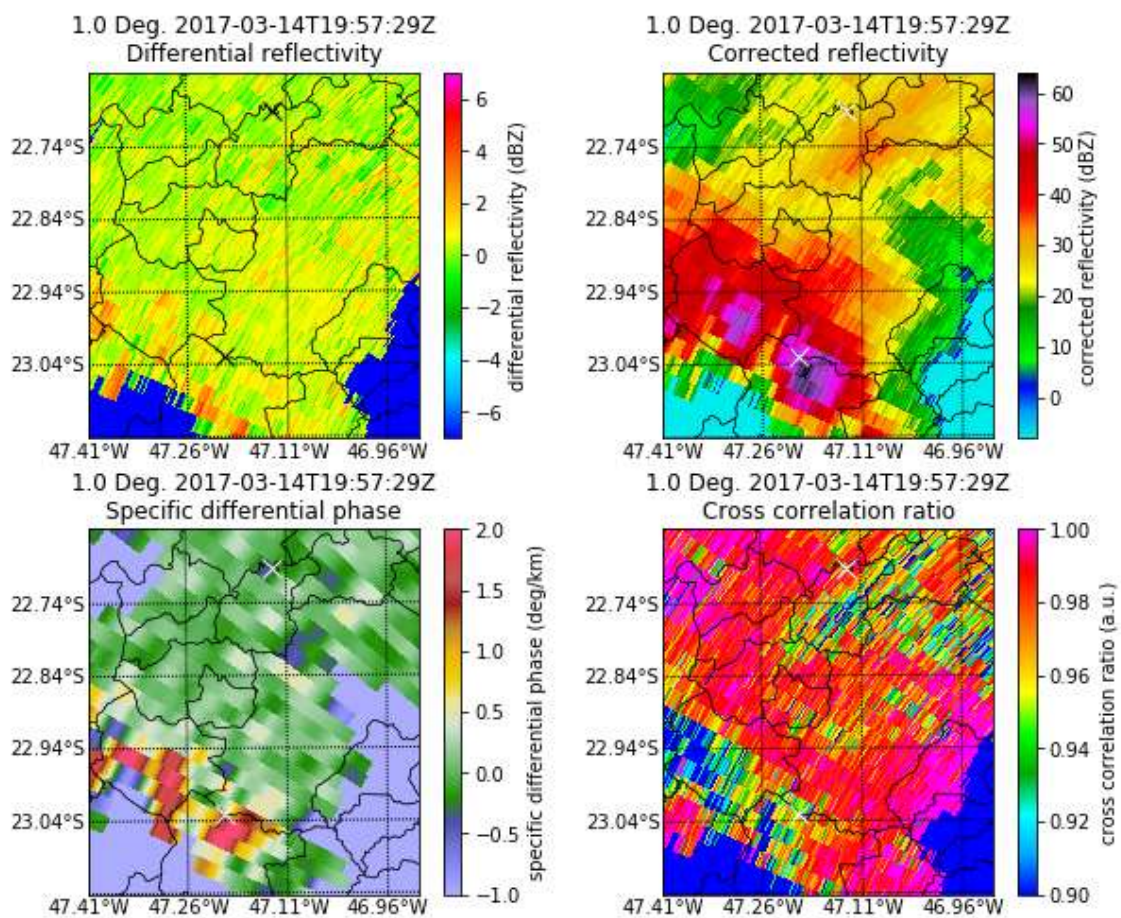 1.0 Deg. 2017-03-14T19:57:29Z
Differential reflectivity
22.74°S
22.84°S
22.94°S
23.04°S
47.41°W 47.26°W 47.11°W 46.96°W
6
4
2
0
−2
−4
−6
differential reflectivity (dBZ)
1.0 Deg. 2017-03-14T19:57:29Z
Corrected reflectivity
22.74°S
22.84°S
22.94°S
23.04°S
47.41°W 47.26°W 47.11°W 46.96°W
60
50
40
30
20
10
0
corrected reflectivity (dBZ)
1.0 Deg. 2017-03-14T19:57:29Z
Specific differential phase
22.74°S
22.84°S
22.94°S
23.04°S
47.41°W 47.26°W 47.11°W 46.96°W
2.0
1.5
1.0
0.5
0.0
−0.5
−1.0
specific differential phase (deg/km)
1.0 Deg. 2017-03-14T19:57:29Z
Cross correlation ratio
22.74°S
22.84°S
22.94°S
23.04°S
47.41°W 47.26°W 47.11°W 46.96°W
1.00
0.98
0.96
0.94
0.92
0.90
cross correlation ratio (a.u.)